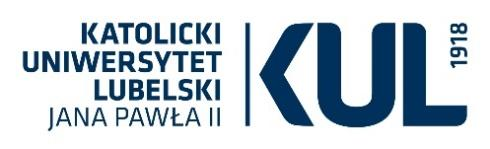 KATOLICKI
UNIWERSYTET
LUBELSKI
JANA PAWŁA II
KUL
1918